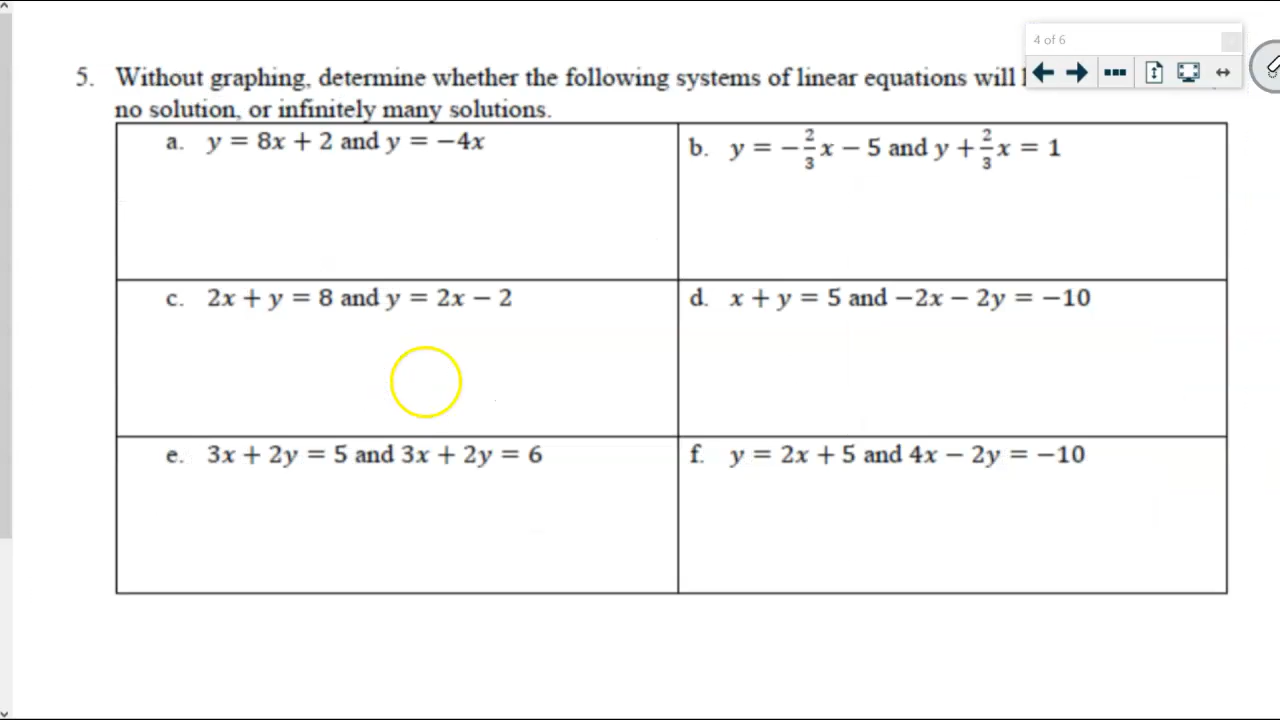 4 of 6
5. Without graphing, determine whether the following systems of linear equations will
no solution, or infinitely many solutions.
a. y = 8x + 2 and y = −4x
b. y = −2/3x − 5 and y + 2/3x = 1
c. 2x + y = 8 and y = 2x − 2
d. x + y = 5 and −2x − 2y = −10
e. 3x + 2y = 5 and 3x + 2y = 6
f. y = 2x + 5 and 4x − 2y = −10